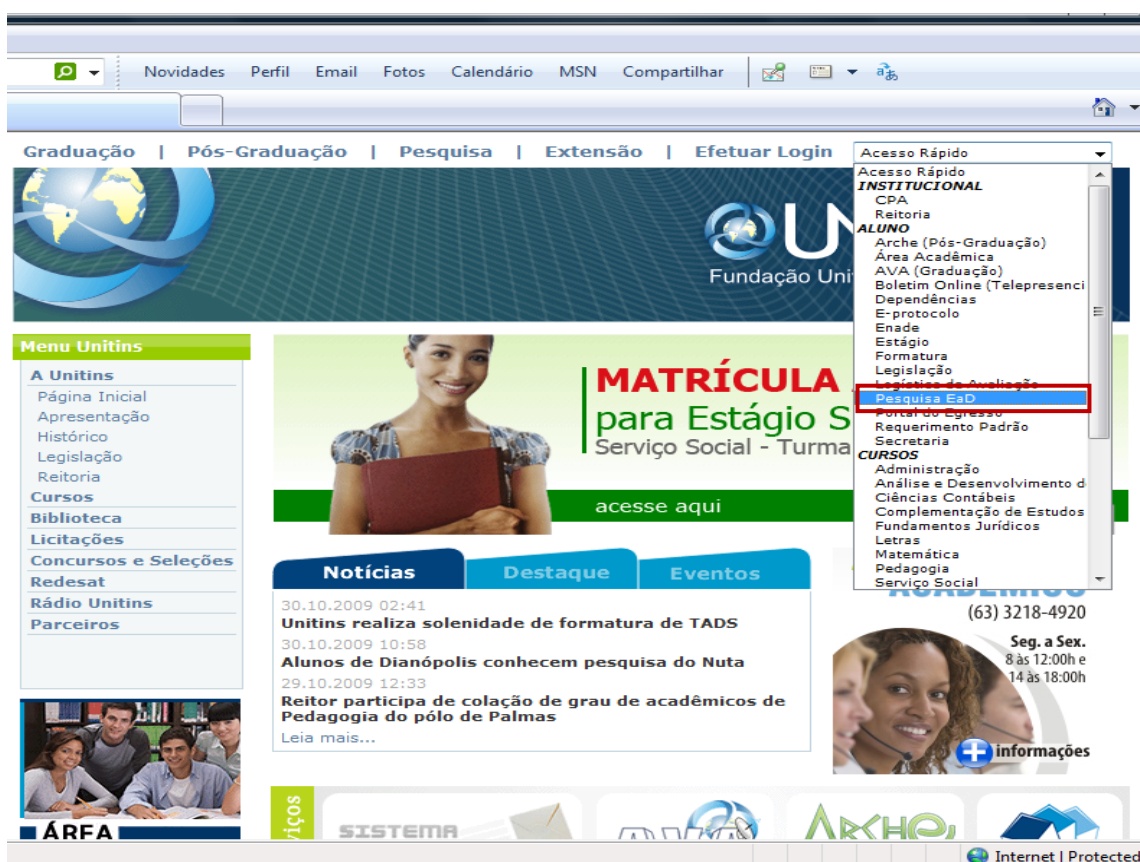 Novidades Perfil Email Fotos Calendário MSN Compartilhar
Graduação | Pós-Graduação | Pesquisa | Extensão | Efetuar Login
Acesso Rápido
Acesso Rápido
INSTITUCIONAL
CPA
Reitoria
ALUNO
Arche (Pós-Graduação)
Área Acadêmica
AVA (Graduação)
Boletim Online (Telepresenci
Dependências
E-protocolo
Enade
Estágio
Formatura
Legislação
Logística de Avaliação
Pesquisa EaD
Portal do Egresso
Requerimento Padrão
Secretaria
CURSOS
Administração
Análise e Desenvolvimento d
Ciências Contábeis
Complementação de Estudos
Fundamentos Jurídicos
Letras
Matemática
Pedagogia
Serviço Social
Fundação Uni
Menu Unitins
A Unitins
Página Inicial
Apresentação
Histórico
Legislação
Reitoria
Cursos
Biblioteca
Licitações
Concursos e Seleções
Redesat
Rádio Unitins
Parceiros
MATRÍCULA
para Estágio S
Serviço Social - Turma
acesse aqui
Notícias Destaque Eventos
30.10.2009 02:41
Unitins realiza solenidade de formatura de TADS
30.10.2009 10:58
Alunos de Dianópolis conhecem pesquisa do Nuta
29.10.2009 12:33
Reitor participa de colação de grau de acadêmicos de
Pedagogia do pólo de Palmas
Leia mais...
(63) 3218-4920
Seg. a Sex.
8 às 12:00h e
14 às 18:00h
informações
ÁREA
SISTEMA
AVA
ARCHE
Internet | Protected